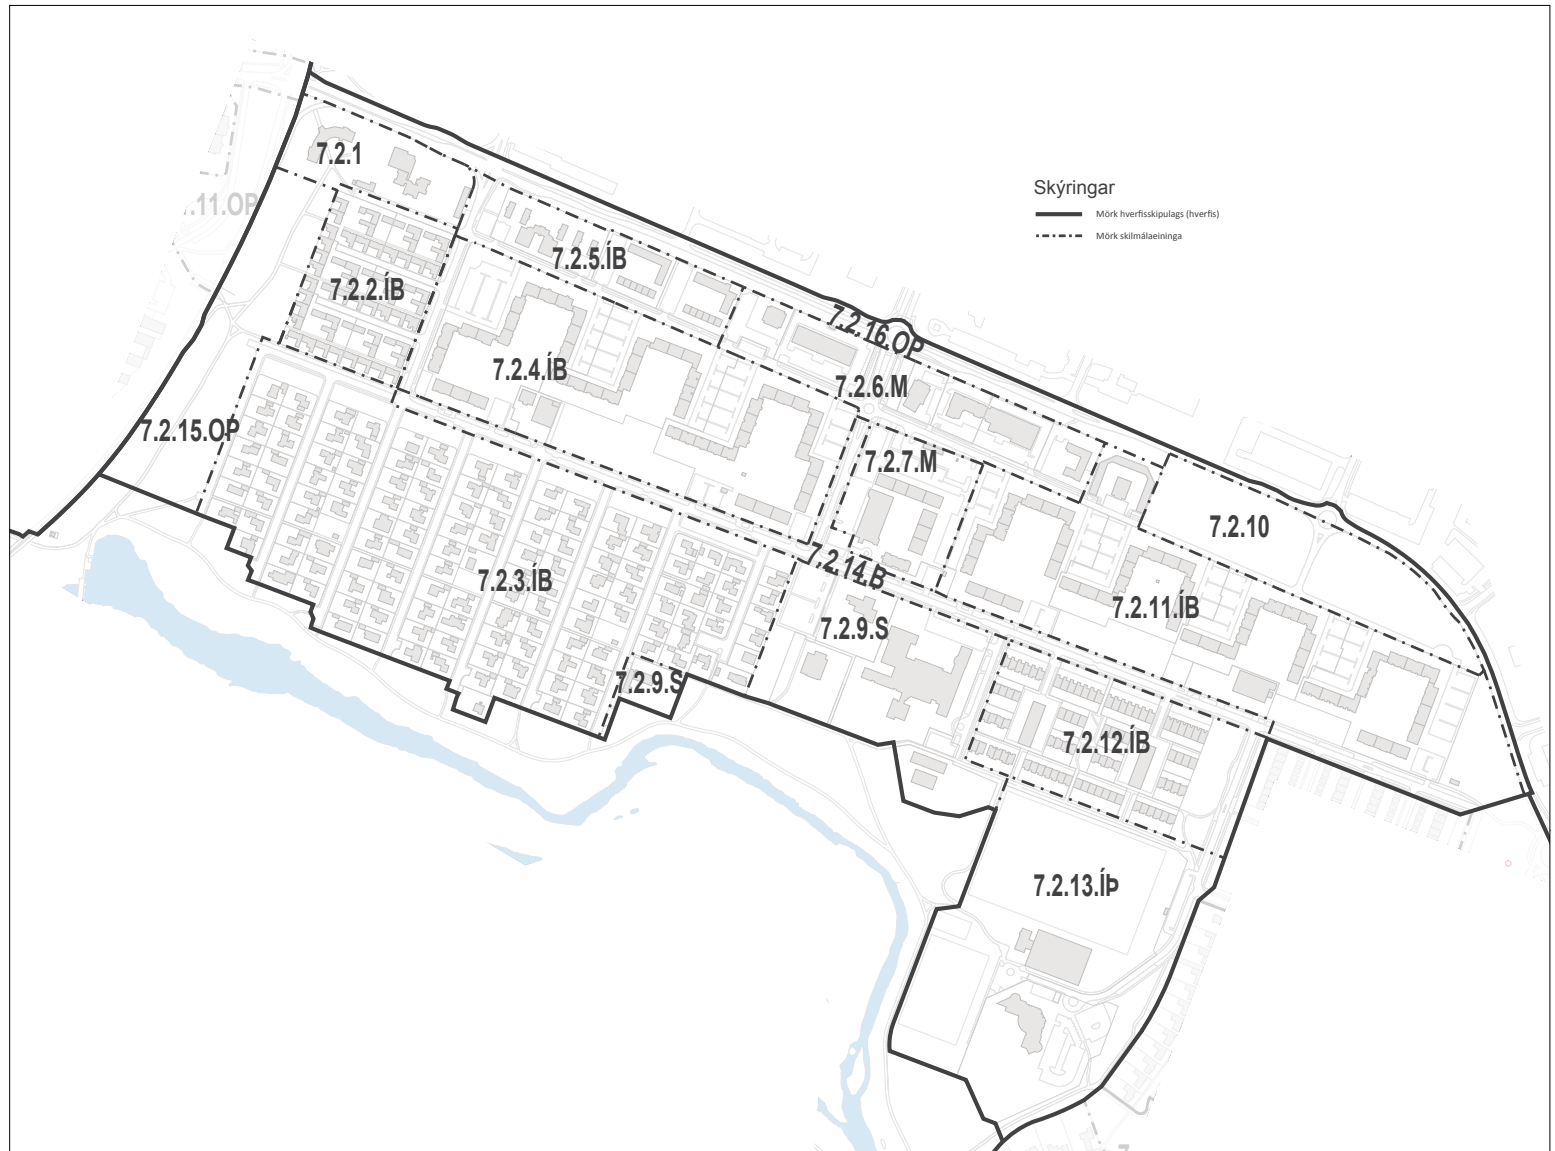 7.2.1
Skýringar
Mörk hverfisskipulags (hverfis)
Mörk skilmálaeininga
.11.OP
7.2.5.ÍB
7.2.2.ÍB
7.2.16.OP
7.2.4.ÍB
7.2.6.M
7.2.15.OP
7.2.7.M
7.2.10
7.2.14.B
7.2.3.ÍB
7.2.11.ÍB
7.2.9.S
7.2.9.S
7.2.12.ÍB
7.2.13.ÍÞ